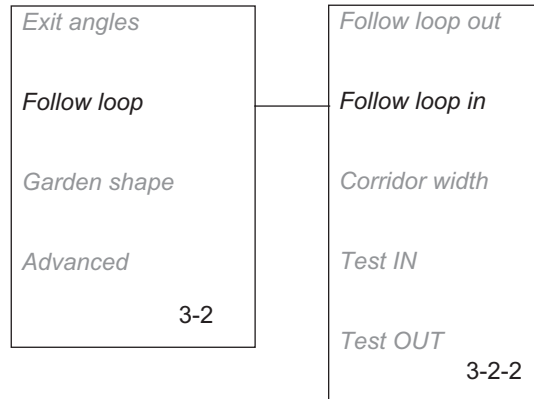 Exit angles
Follow loop
Garden shape
Advanced
3-2
Follow loop out
Follow loop in
Corridor width
Test IN
Test OUT
3-2-2